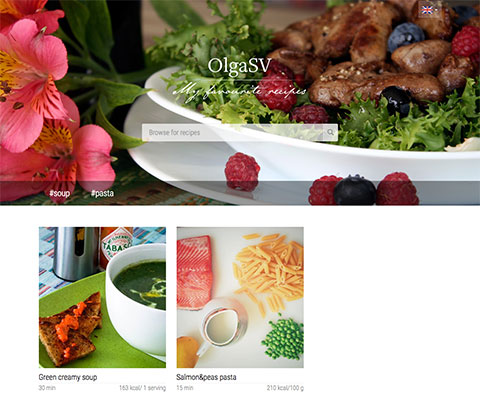 OlgaSV
My favourite recipes
Browse for recipes
#soup #pasta
TABASCO
Green creamy soup
30 min 163 kcal/ 1 serving
Salmon&peas pasta
15 min 210 kcal/100 g